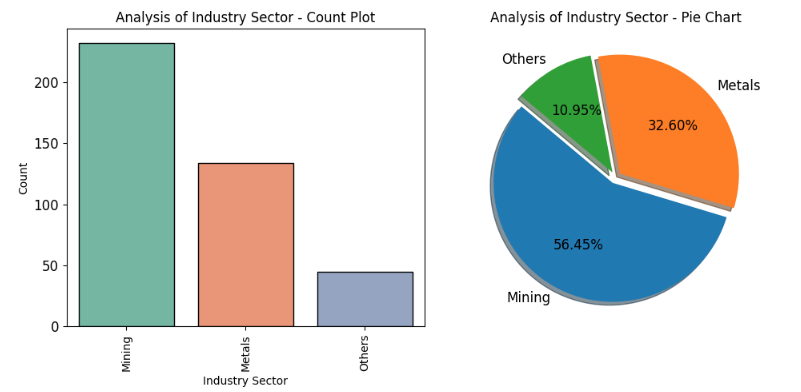 Analysis of Industry Sector - Count Plot
200
150
100
50
0
Count
Mining
Metals
Others
Industry Sector
Analysis of Industry Sector - Pie Chart
Others
Metals
10.95%
32.60%
56.45%
Mining